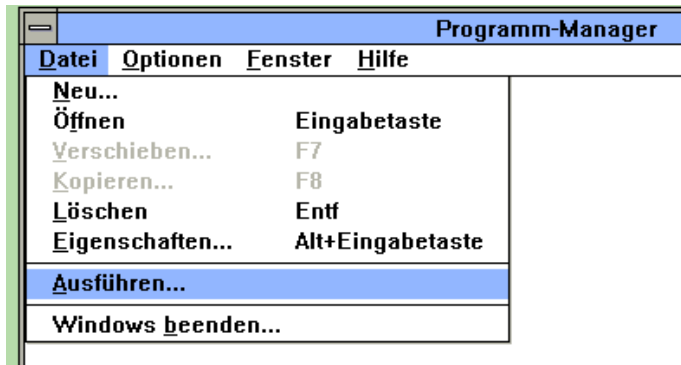 Programm-Manager
Datei Optionen Fenster Hilfe
Neu...
Öffnen Eingabetaste
Verschieben... F7
Kopieren... F8
Löschen Entf
Eigenschaften... Alt+Eingabetaste
Ausführen...
Windows beenden...